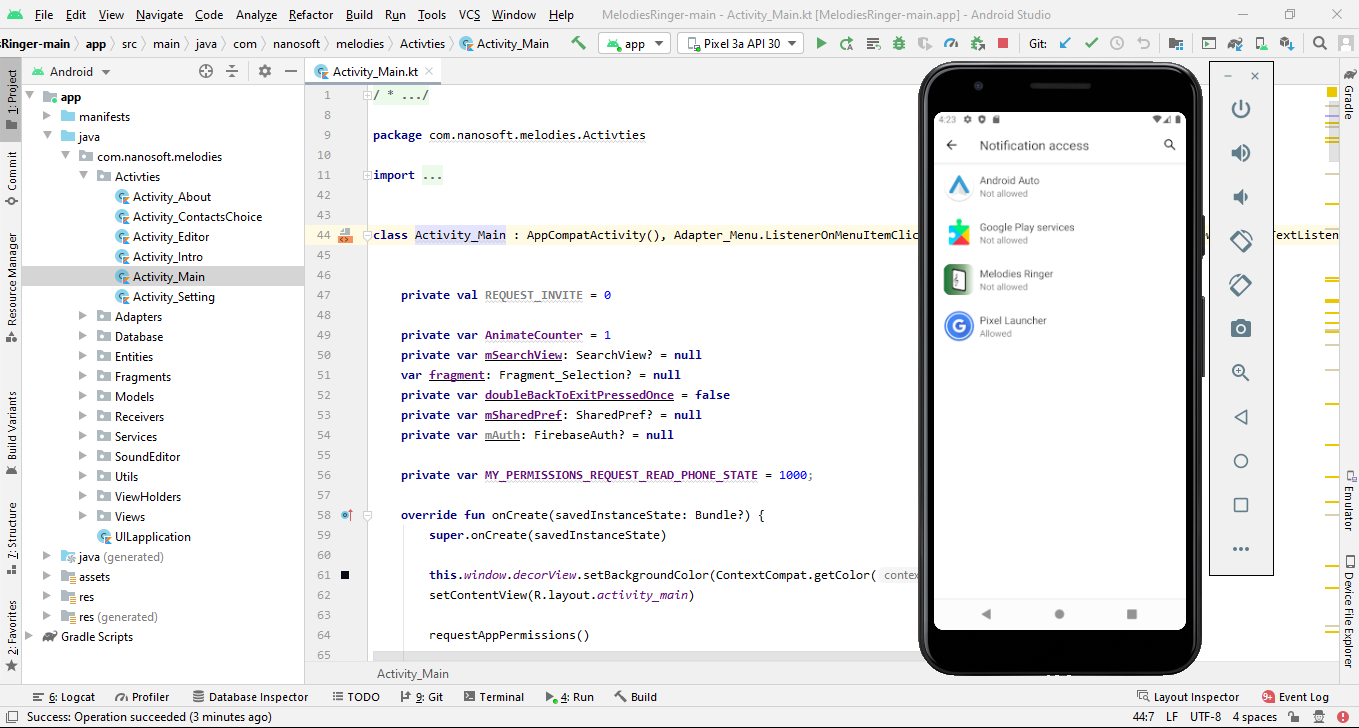 File Edit View Navigate Code Analyze Refactor Build Run Tools VCS Window Help MelodiesRinger-main - Activity_Main.kt [MelodiesRinger-main.app] - Android Studio
sRinger-main app src main java com nanosoft melodies Activties Activity_Main app Pixel 3a API 30 Git:
Android
Activity_Main.kt
1: Project
Commit
Resource Manager
Build Variants
7: Structure
2: Favorites
app
manifests
java
com.nanosoft.melodies
Activties
Activity_About
Activity_ContactsChoice
Activity_Editor
Activity_Intro
Activity_Main
Activity_Setting
Adapters
Database
Entities
Fragments
Models
Receivers
Services
SoundEditor
Utils
ViewHolders
Views
UILapplication
java (generated)
assets
res
res (generated)
Gradle Scripts
1 / * .../
8
9 package com.nanosoft.melodies.Activties
10
11 import ...
42
43
44 class Activity_Main : AppCompatActivity(), Adapter_Menu.ListenerOnMenuItemClic
TextListen
45
46
47 private val REQUEST_INVITE = 0
48
49 private var AnimateCounter = 1
50 private var mSearchView: SearchView? = null
51 var fragment: Fragment_Selection? = null
52 private var doubleBackToExitPressedOnce = false
53 private var mSharedPref: SharedPref? = null
54 private var mAuth: FirebaseAuth? = null
55
56 private var MY_PERMISSIONS_REQUEST_READ_PHONE_STATE = 1000;
57
58 override fun onCreate(savedInstanceState: Bundle?) {
59 super.onCreate(savedInstanceState)
60
61 this.window.decorView.setBackgroundColor(ContextCompat.getColor( contex
62 setContentView(R.layout.activity_main)
63
64 requestAppPermissions()
65
Activity_Main
4:23
Notification access
Android Auto
Not allowed
Google Play services
Not allowed
Melodies Ringer
Not allowed
Pixel Launcher
Allowed
Gradle
Emulator
Device File Explorer
6: Logcat Profiler Database Inspector TODO 9: Git Terminal 4: Run Build Layout Inspector 9+ Event Log
Success: Operation succeeded (3 minutes ago) 44:7 LF UTF-8 4 spaces